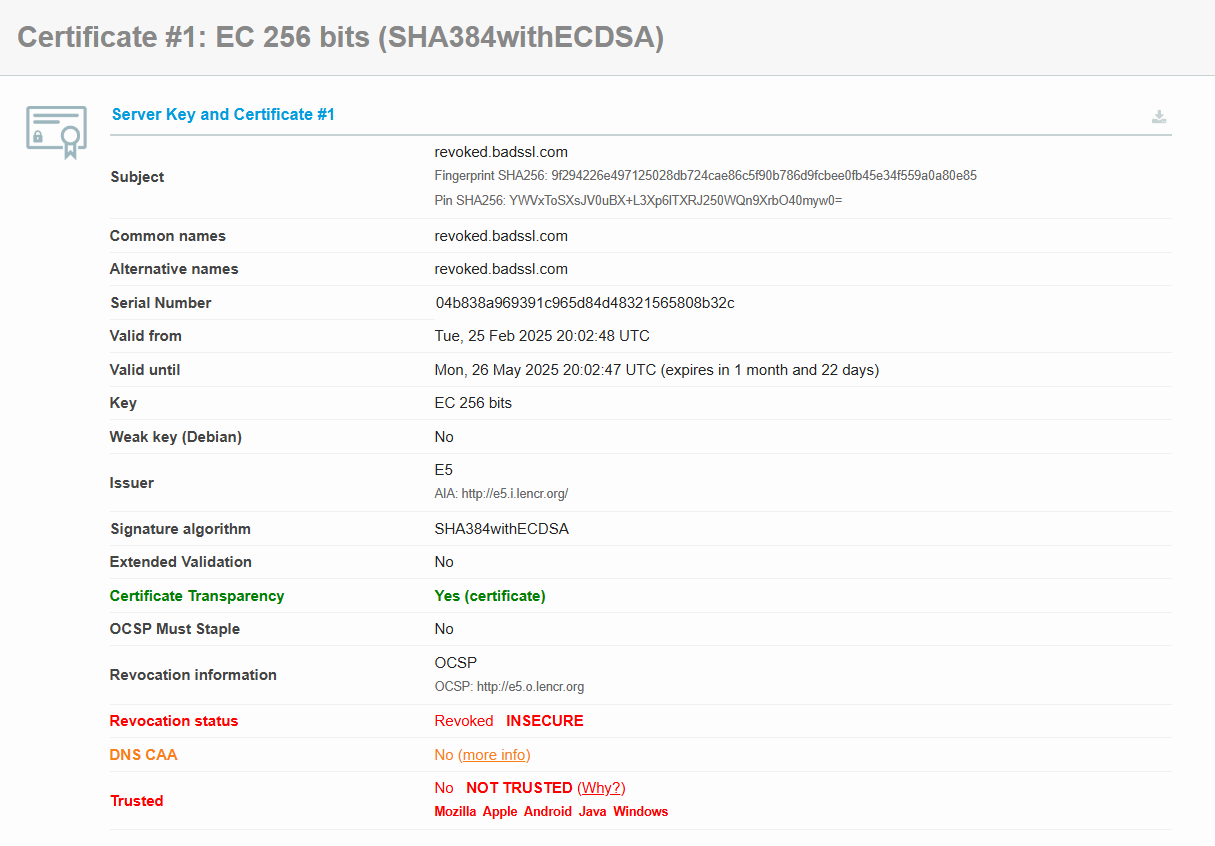 Certificate #1: EC 256 bits (SHA384withECDSA)
Server Key and Certificate #1
Subject
revoked.badssl.com
Fingerprint SHA256: 9f294226e497125028db724cae86c5f90b786d9fcbee0fb45e34f559a0a80e85
Pin SHA256: YWVxToSXsJV0uBX+L3Xp6lTXRJ250WQn9XrbO40myw0=
Common names revoked.badssl.com
Alternative names revoked.badssl.com
Serial Number 04b838a969391c965d84d48321565808b32c
Valid from Tue, 25 Feb 2025 20:02:48 UTC
Valid until Mon, 26 May 2025 20:02:47 UTC (expires in 1 month and 22 days)
Key EC 256 bits
Weak key (Debian) No
Issuer
E5
AIA: http://e5.i.lencr.org/
Signature algorithm SHA384withECDSA
Extended Validation No
Certificate Transparency Yes (certificate)
OCSP Must Staple No
Revocation information
OCSP
OCSP: http://e5.o.lencr.org
Revocation status Revoked INSECURE
DNS CAA No (more info)
Trusted
No NOT TRUSTED (Why?)
Mozilla Apple Android Java Windows